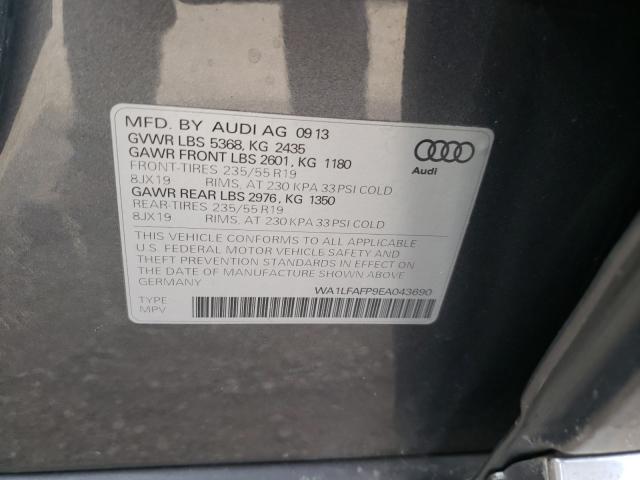 MFD. BY AUDI AG 09 13
GVWR LBS 5368, KG 2435
GAWR FRONT LBS 2601, KG 1180
FRONT-TIRES 235/55 R19
8JX19 RIMS, AT 230 KPA 33 PSI COLD
GAWR REAR LBS 2976, KG 1350
REAR-TIRES 235/55 R19
8JX19 RIMS, AT 230 KPA 33 PSI COLD
THIS VEHICLE CONFORMS TO ALL APPLICABLE
U.S. FEDERAL MOTOR VEHICLE SAFETY AND
THEFT PREVENTION STANDARDS IN EFFECT ON
THE DATE OF MANUFACTURE SHOWN ABOVE.
GERMANY
WA1LFAFP9EA043690
TYPE:
MPV
Audi